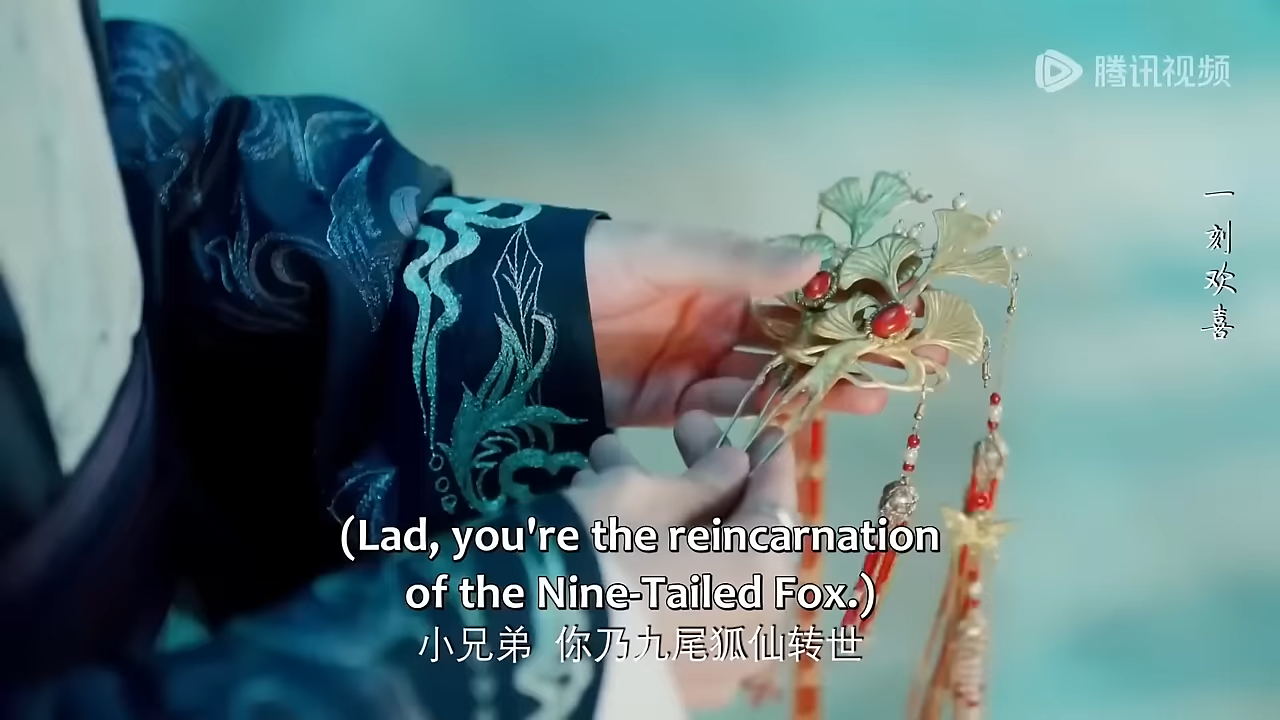 腾讯视频
一刻欢喜
(Lad, you're the reincarnation
of the Nine-Tailed Fox.)
小兄弟 你乃九尾狐仙转世